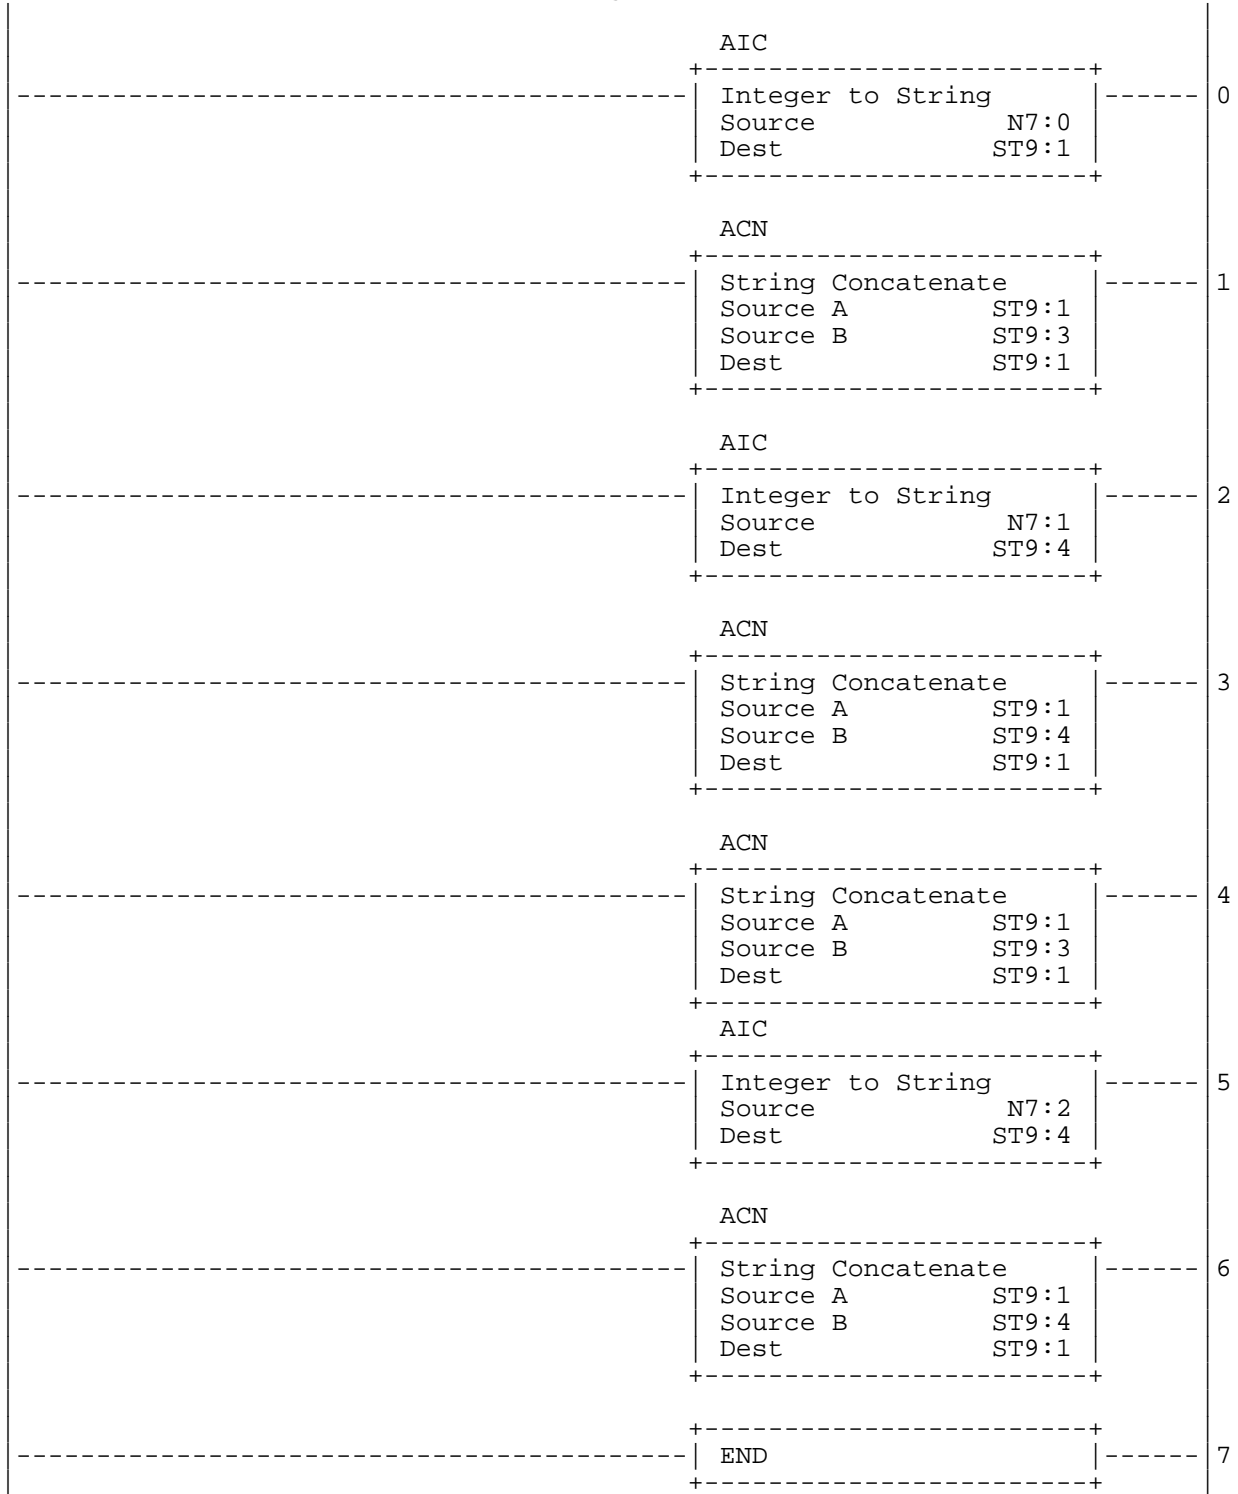 AIC
Integer to String 0
Source N7:0
Dest ST9:1
ACN
String Concatenate 1
Source A ST9:1
Source B ST9:3
Dest ST9:1
AIC
Integer to String 2
Source N7:1
Dest ST9:4
ACN
String Concatenate 3
Source A ST9:1
Source B ST9:4
Dest ST9:1
ACN
String Concatenate 4
Source A ST9:1
Source B ST9:3
Dest ST9:1
AIC
Integer to String 5
Source N7:2
Dest ST9:4
ACN
String Concatenate 6
Source A ST9:1
Source B ST9:4
Dest ST9:1
END 7